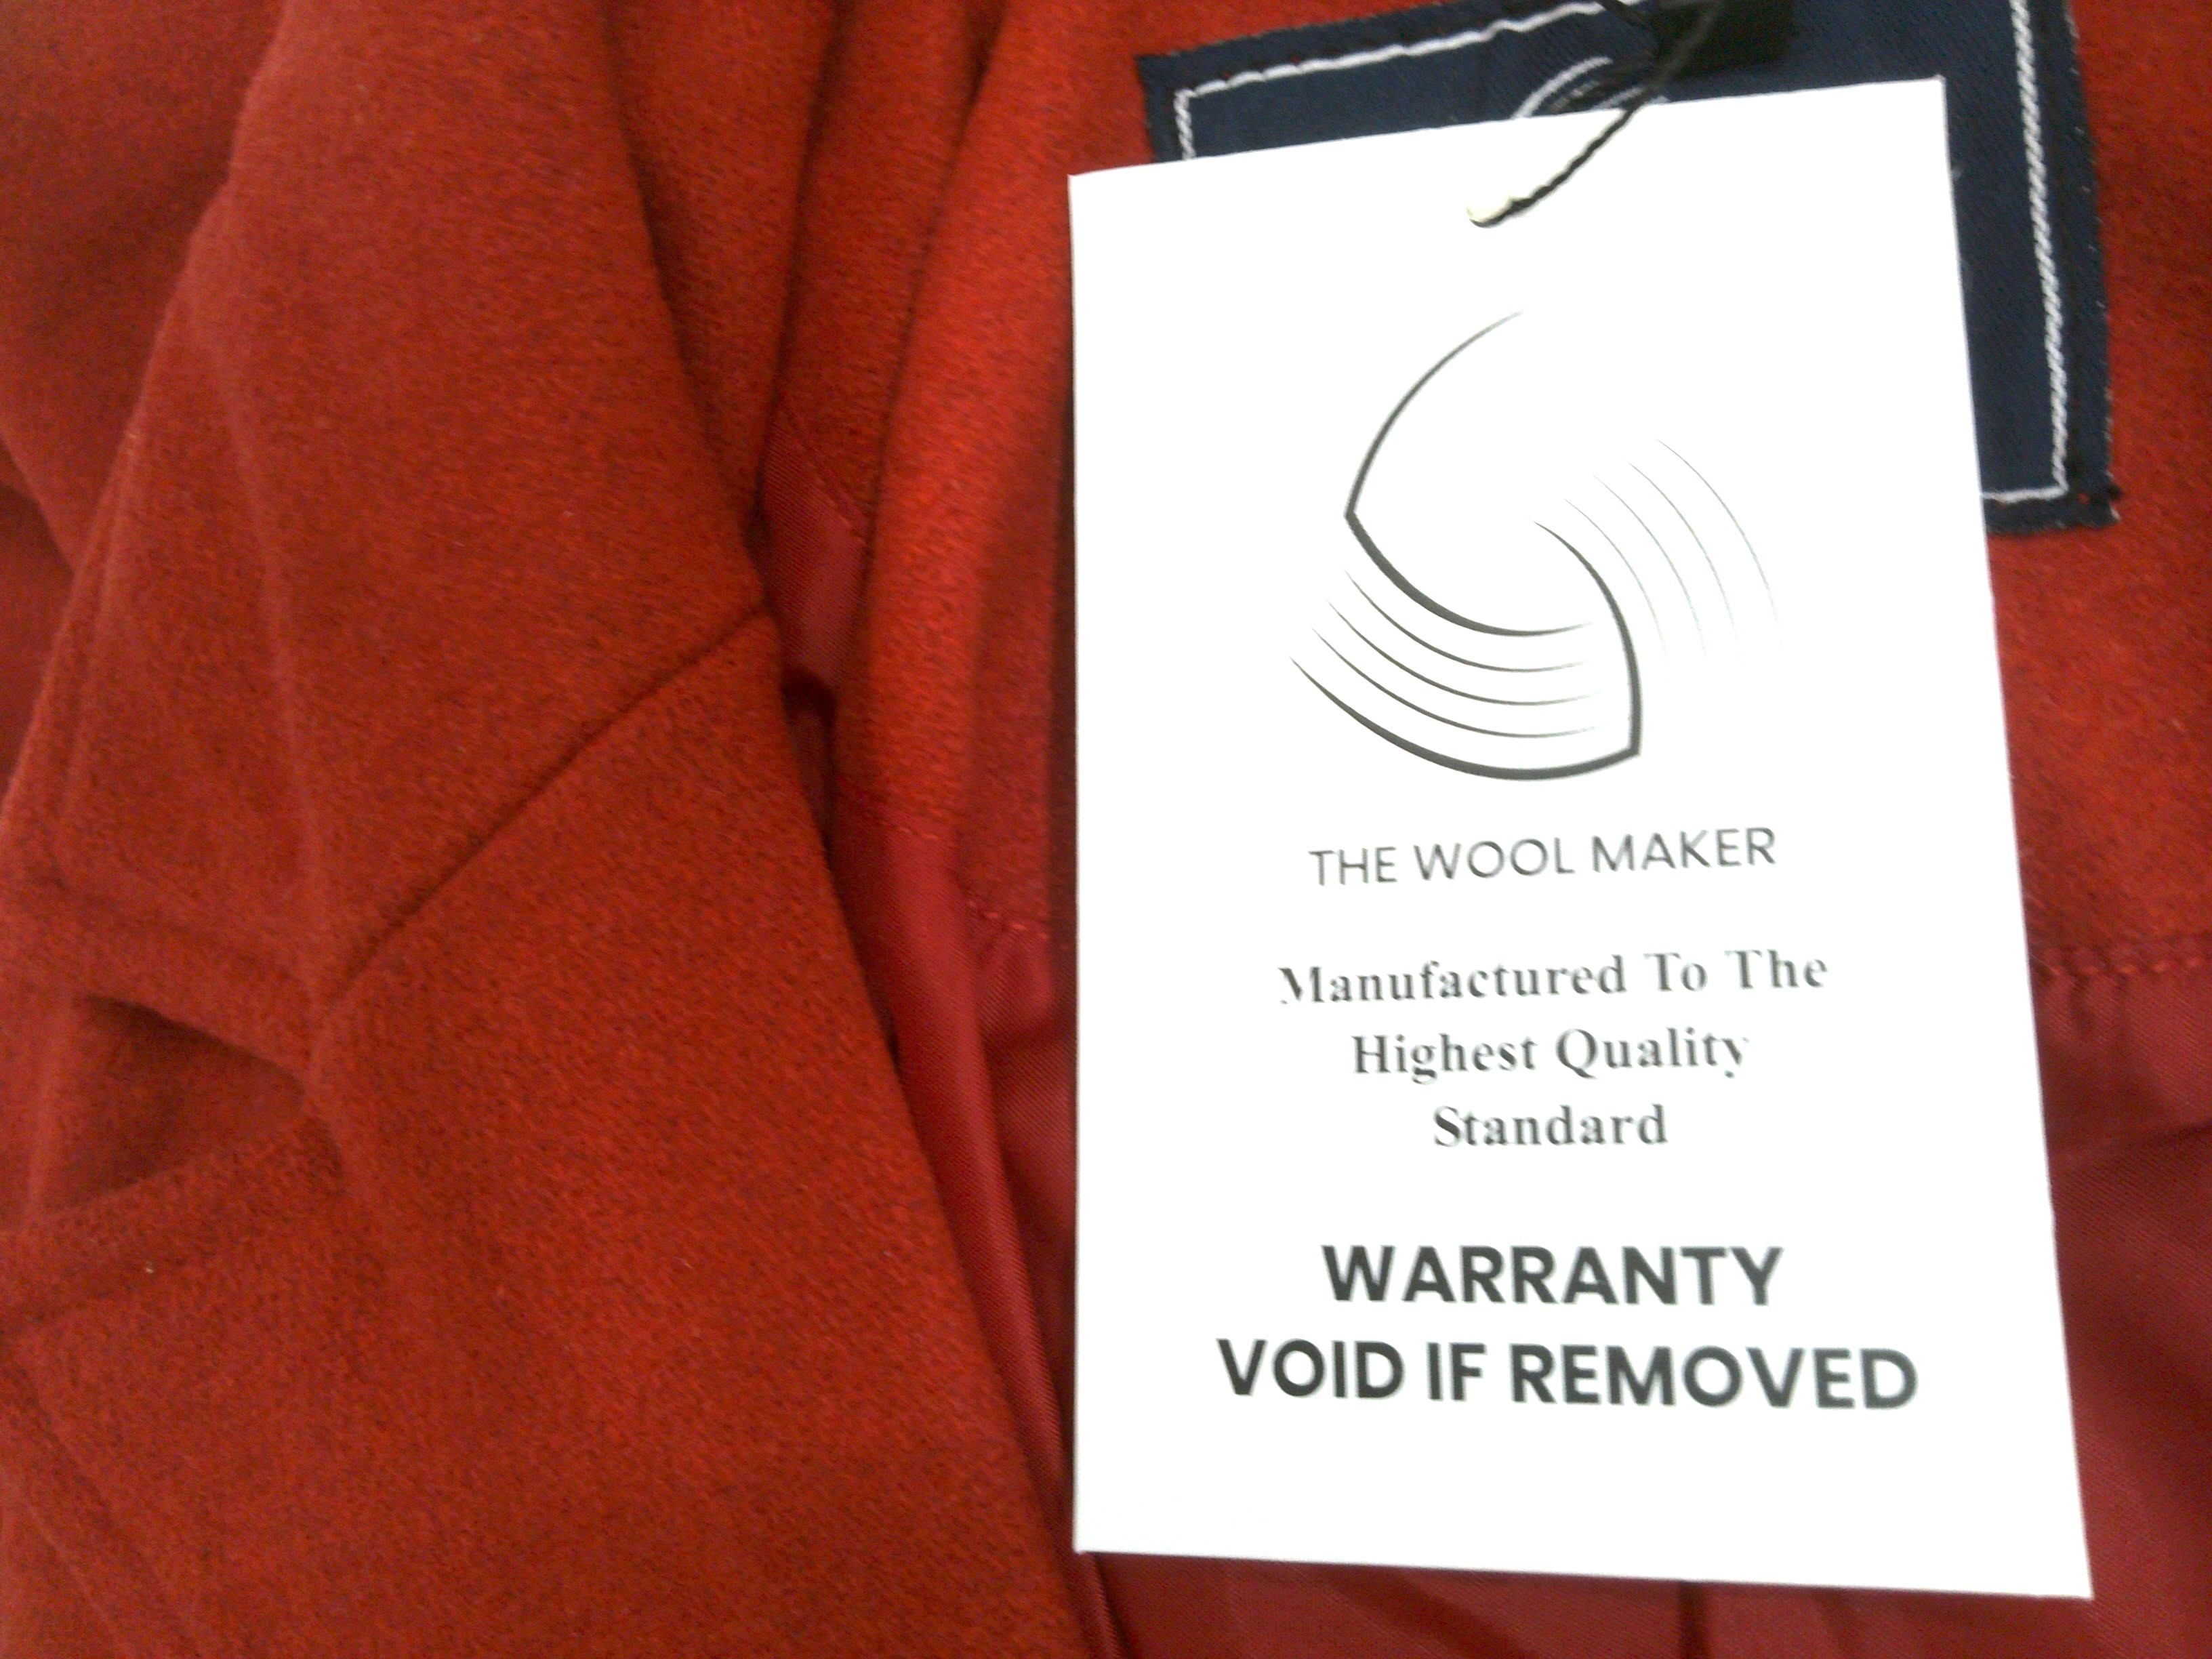 THE WOOL MAKER
Manufactured To The
Highest Quality
Standard
WARRANTY
VOID IF REMOVED